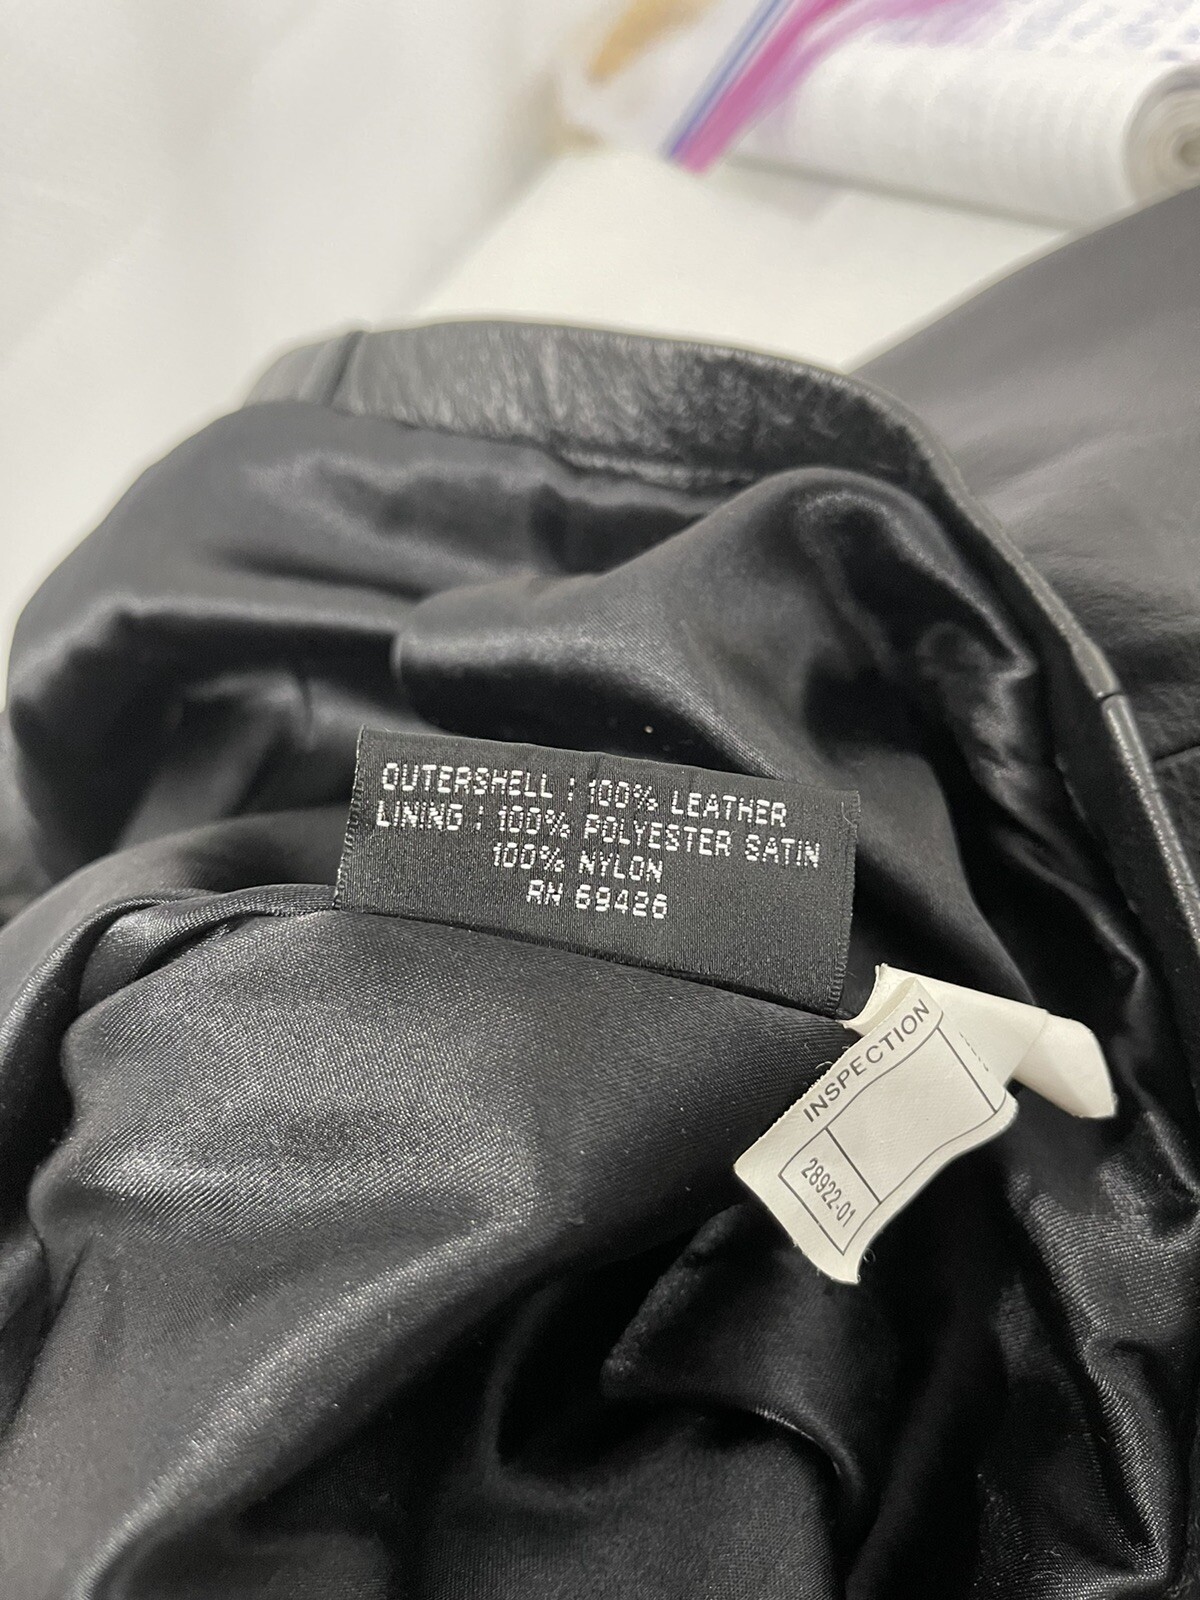 OUTERSHELL : 100% LEATHER
LINING : 100% POLYESTER SATIN
100% NYLON
RN 69426
INSPECTION
28922-01